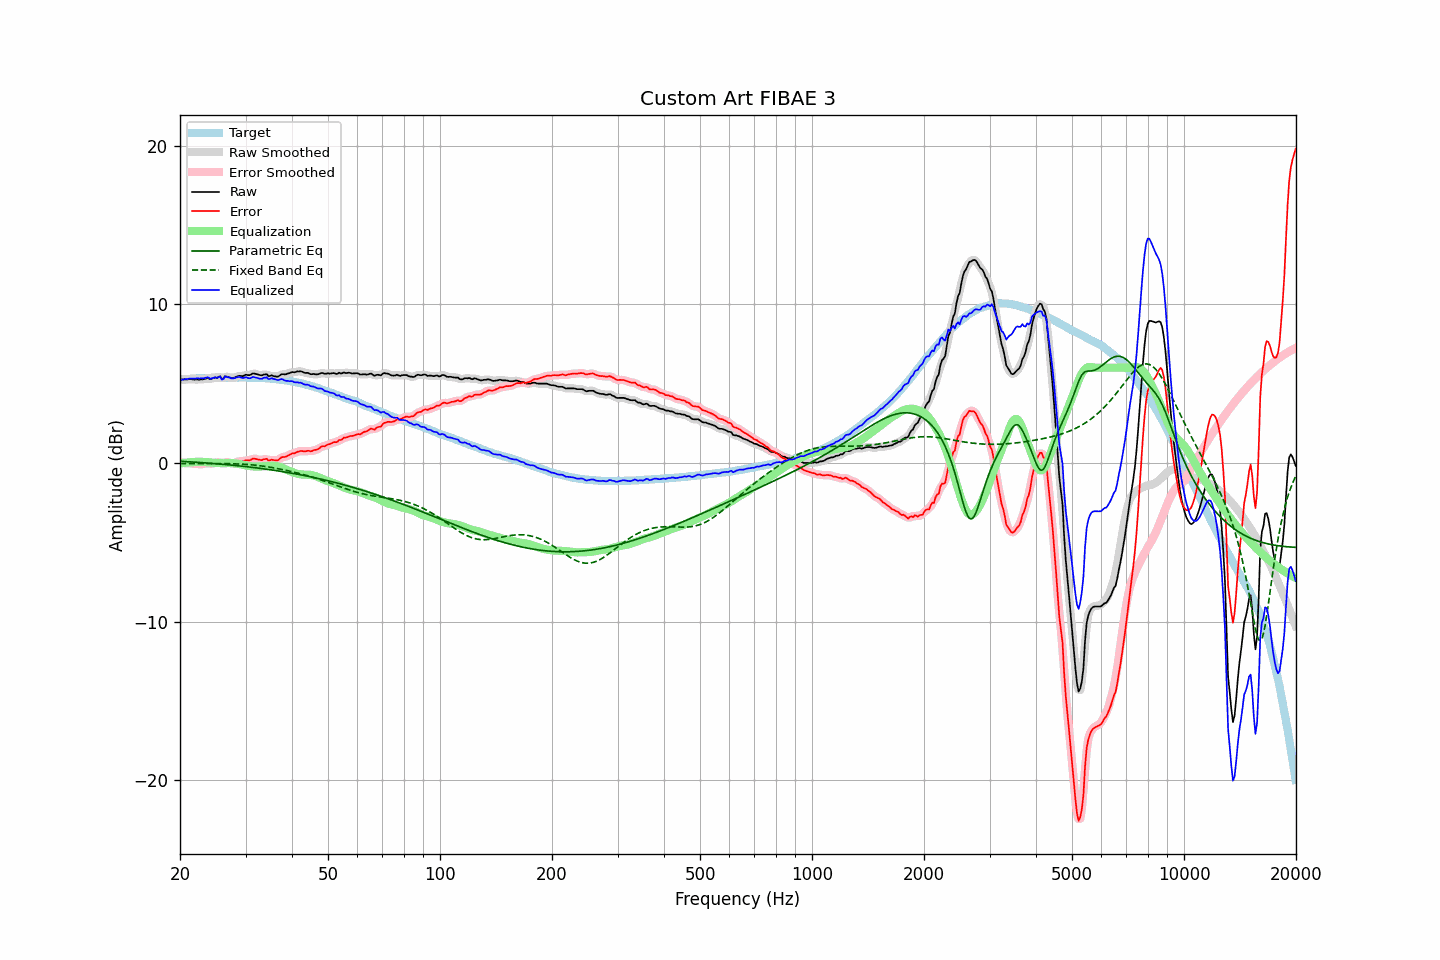 Custom Art FIBAE 3
Target
Raw Smoothed
Error Smoothed
Raw
Error
Equalization
Parametric Eq
Fixed Band Eq
Equalized
20
10
0
−10
−20
Amplitude (dBr)
20
50
100
200
500
1000
2000
5000
10000
20000
Frequency (Hz)